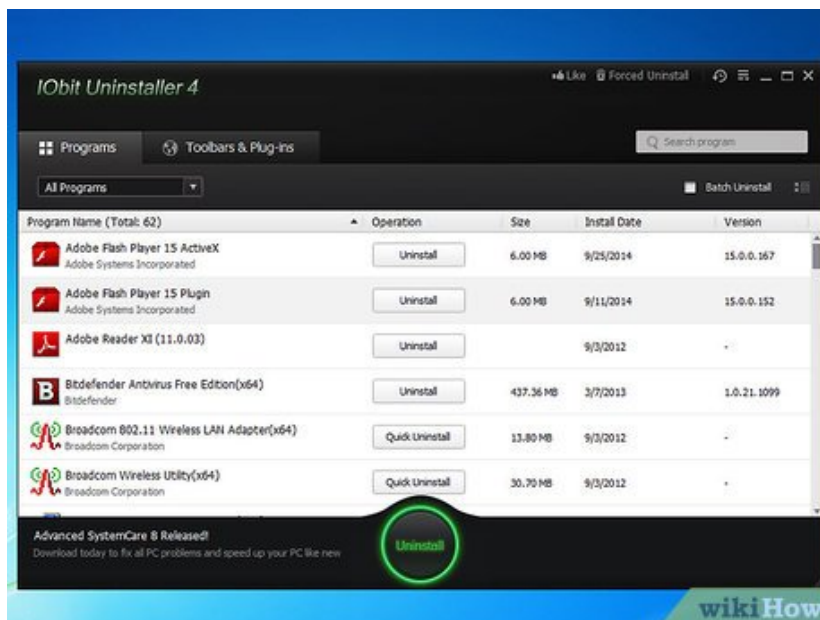 IObit Uninstaller 4
Like Forced Uninstall
Programs Toolbars & Plug-ins
Search program
All Programs
Batch Uninstall
Program Name (Total: 62) Operation Size Install Date Version
Adobe Flash Player 15 ActiveX
Adobe Systems Incorporated
Uninstall 6.00 MB 9/25/2014 15.0.0.167
Adobe Flash Player 15 Plugin
Adobe Systems Incorporated
Uninstall 6.00 MB 9/11/2014 15.0.0.152
Adobe Reader XI (11.0.03)
Uninstall 9/3/2012 -
B
Bitdefender Antivirus Free Edition(x64)
Bitdefender
Uninstall 437.36 MB 3/7/2013 1.0.21.1099
Broadcom 802.11 Wireless LAN Adapter(x64)
Broadcom Corporation
Quick Uninstall 13.80 MB 9/3/2012 -
Broadcom Wireless Utility(x64)
Broadcom Corporation
Quick Uninstall 30.70 MB 9/3/2012 -
Advanced SystemCare 8 Released!
Download today to fix all PC problems and speed up your PC like new
Uninstall
wikiHow